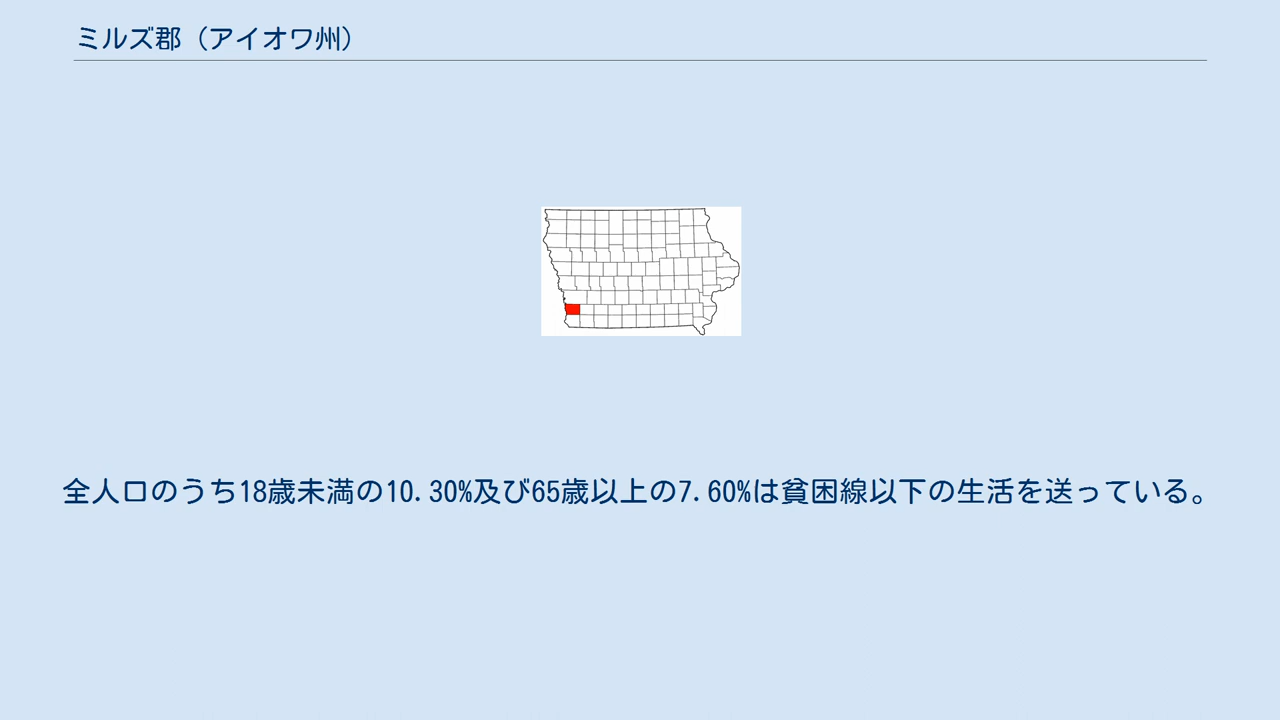 ミルズ郡（アイオワ州）
全人口のうち18歳未満の10.30%及び65歳以上の7.60%は貧困線以下の生活を送っている。